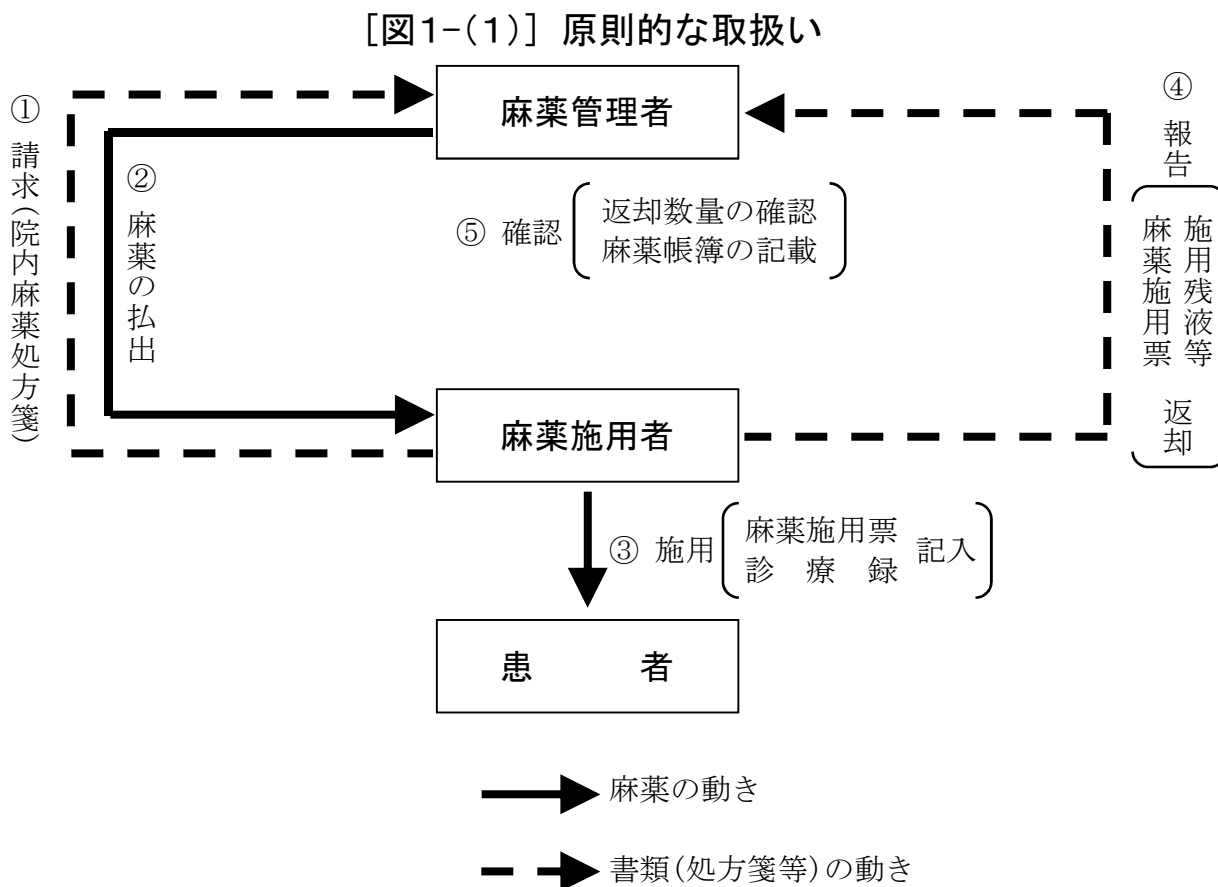 [図1-(1)] 原則的な取扱い
麻薬管理者
① 請求(院内麻薬処方箋)
② 麻薬の払出
④ 報告
施用残液等
麻薬施用票
返却
⑤ 確認
返却数量の確認
麻薬帳簿の記載
麻薬施用者
③ 施用
麻薬施用票
診 療 録
記入
患 者
麻薬の動き
書類(処方箋等)の動き